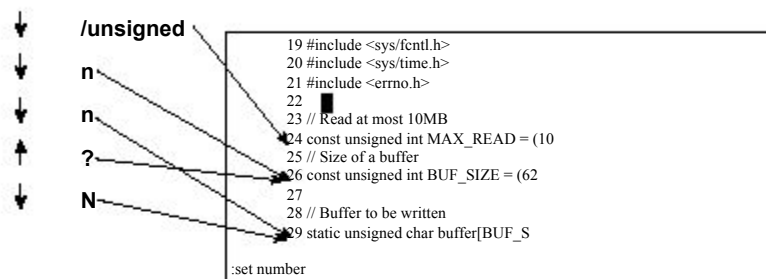 /unsigned
n
n
?
N
19 #include <sys/fcntl.h>
20 #include <sys/time.h>
21 #include <errno.h>
22
23 // Read at most 10MB
24 const unsigned int MAX_READ = (10
25 // Size of a buffer
26 const unsigned int BUF_SIZE = (62
27
28 // Buffer to be written
29 static unsigned char buffer[BUF_S
:set number